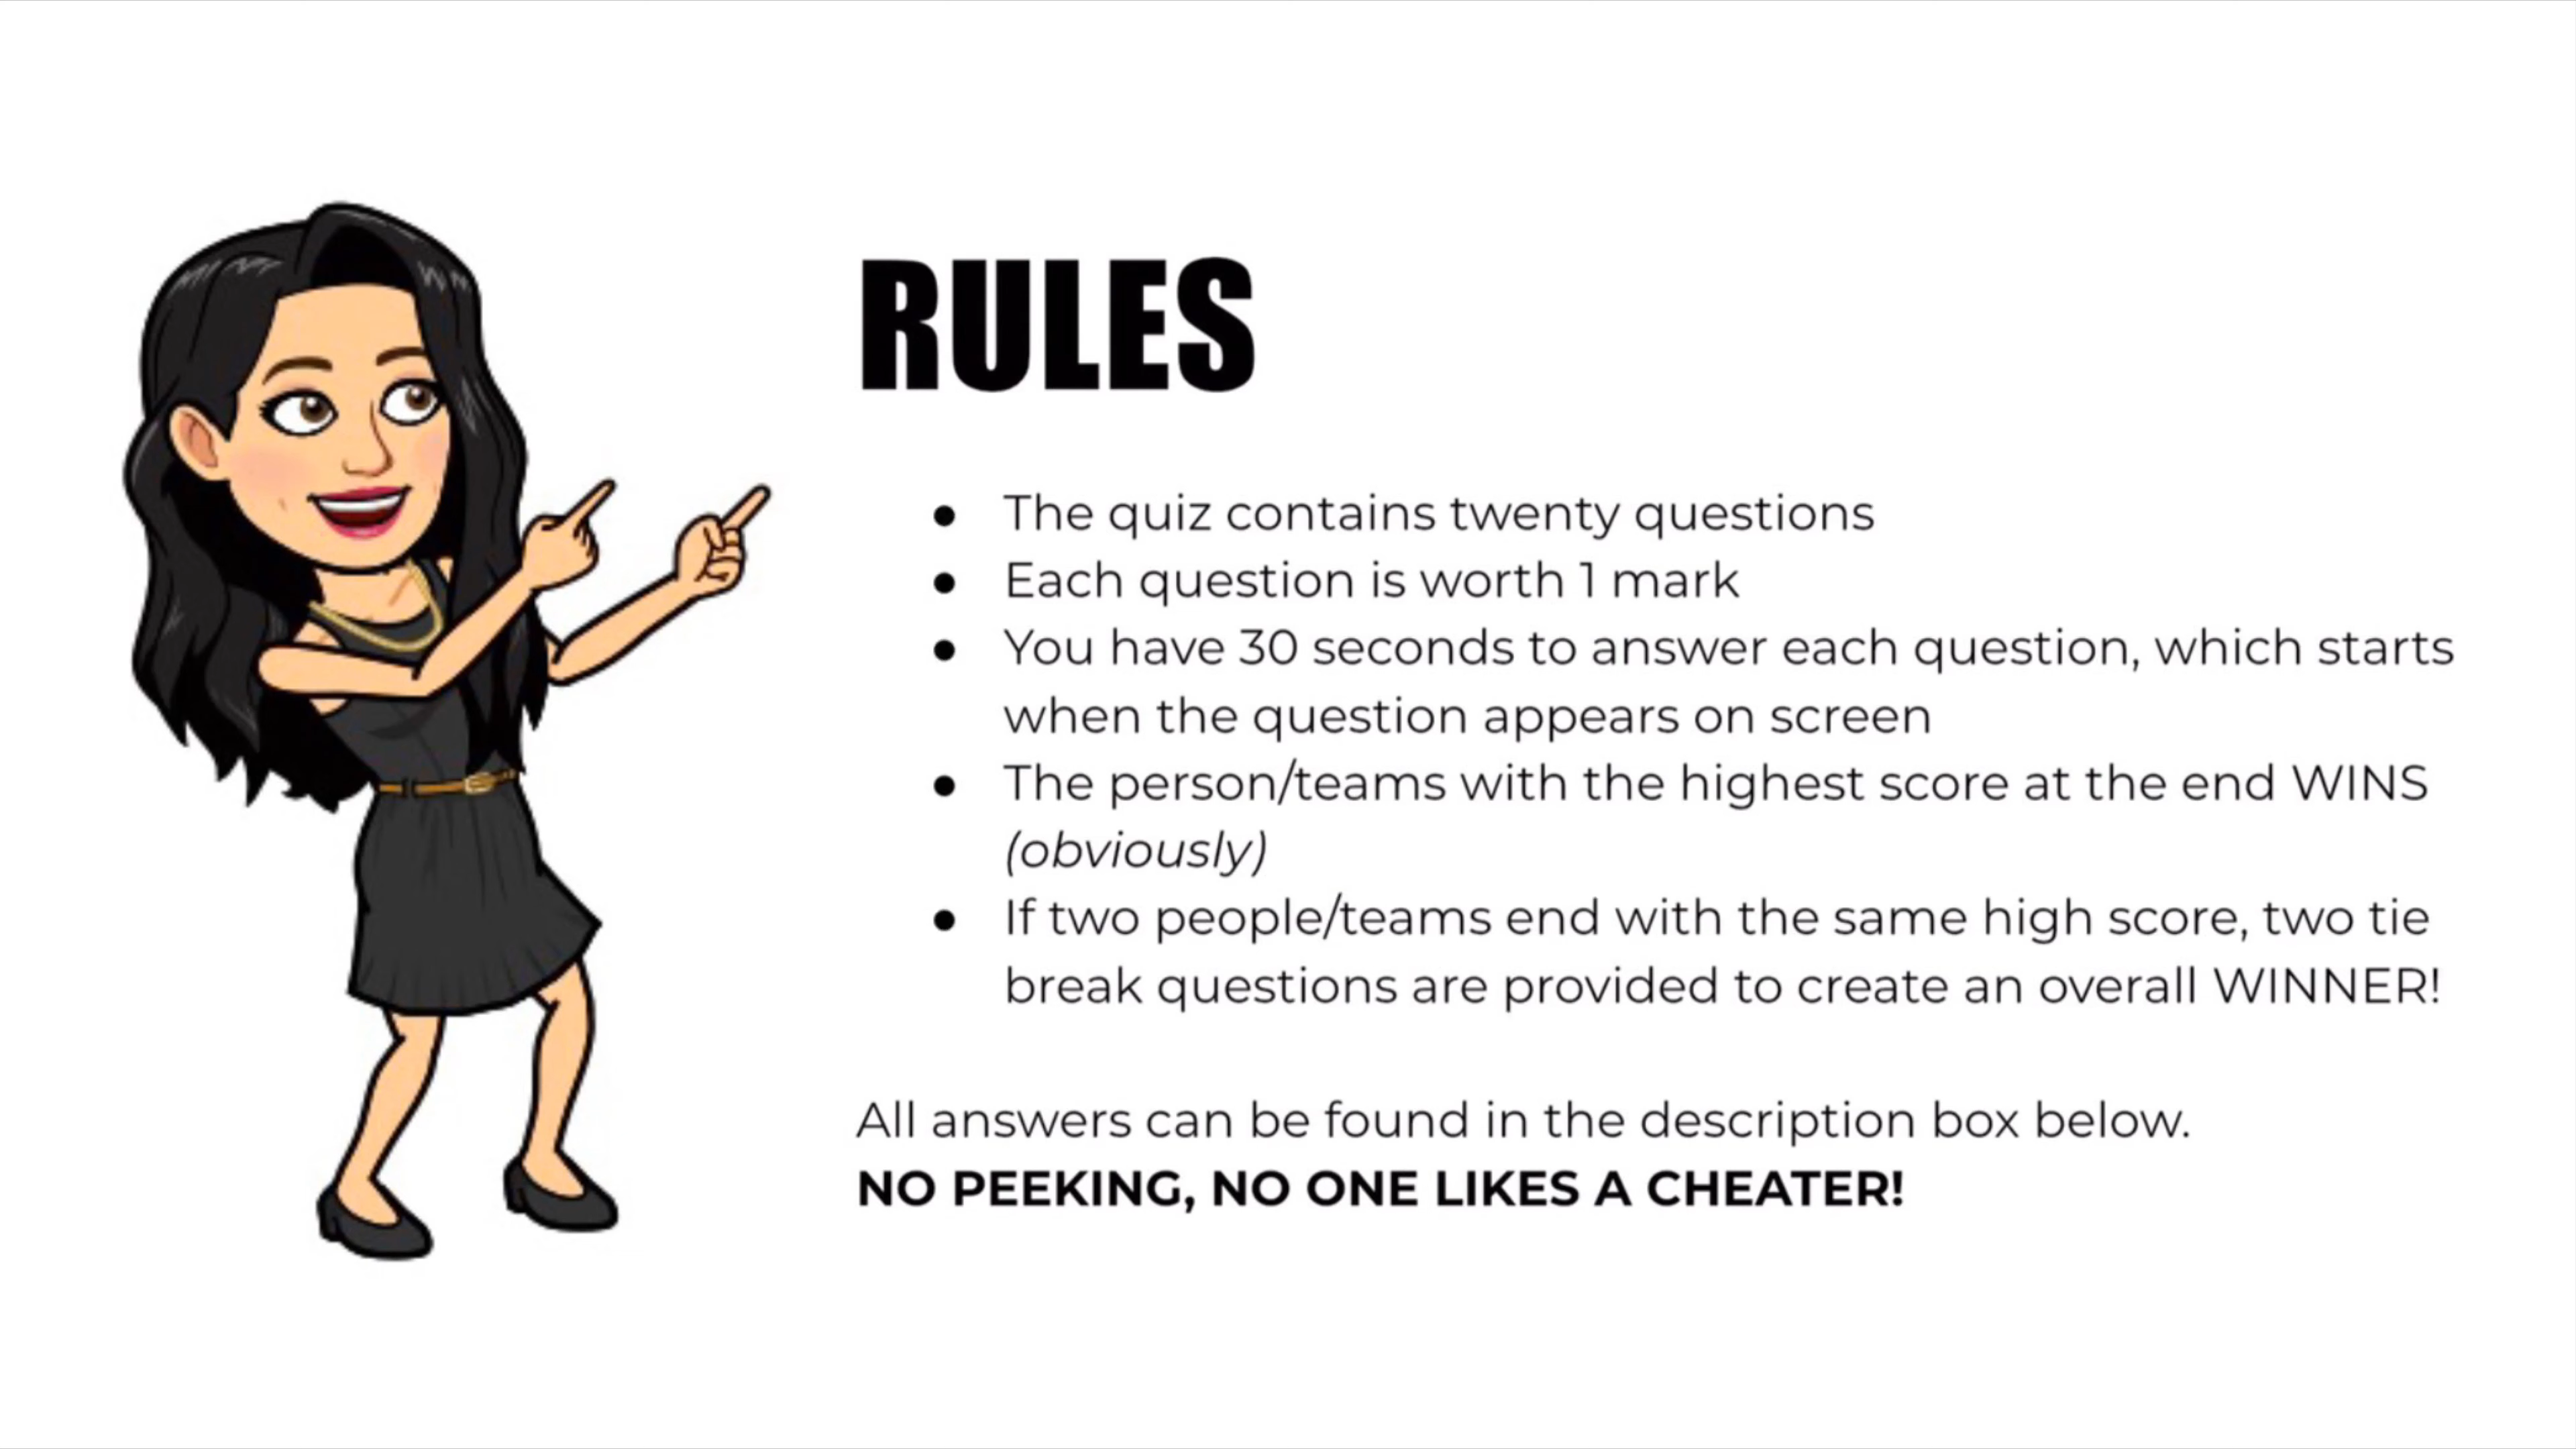 RULES
● The quiz contains twenty questions
● Each question is worth 1 mark
● You have 30 seconds to answer each question, which starts
when the question appears on screen
● The person/teams with the highest score at the end WINS
(obviously)
● If two people/teams end with the same high score, two tie
break questions are provided to create an overall WINNER!
All answers can be found in the description box below.
NO PEEKING, NO ONE LIKES A CHEATER!